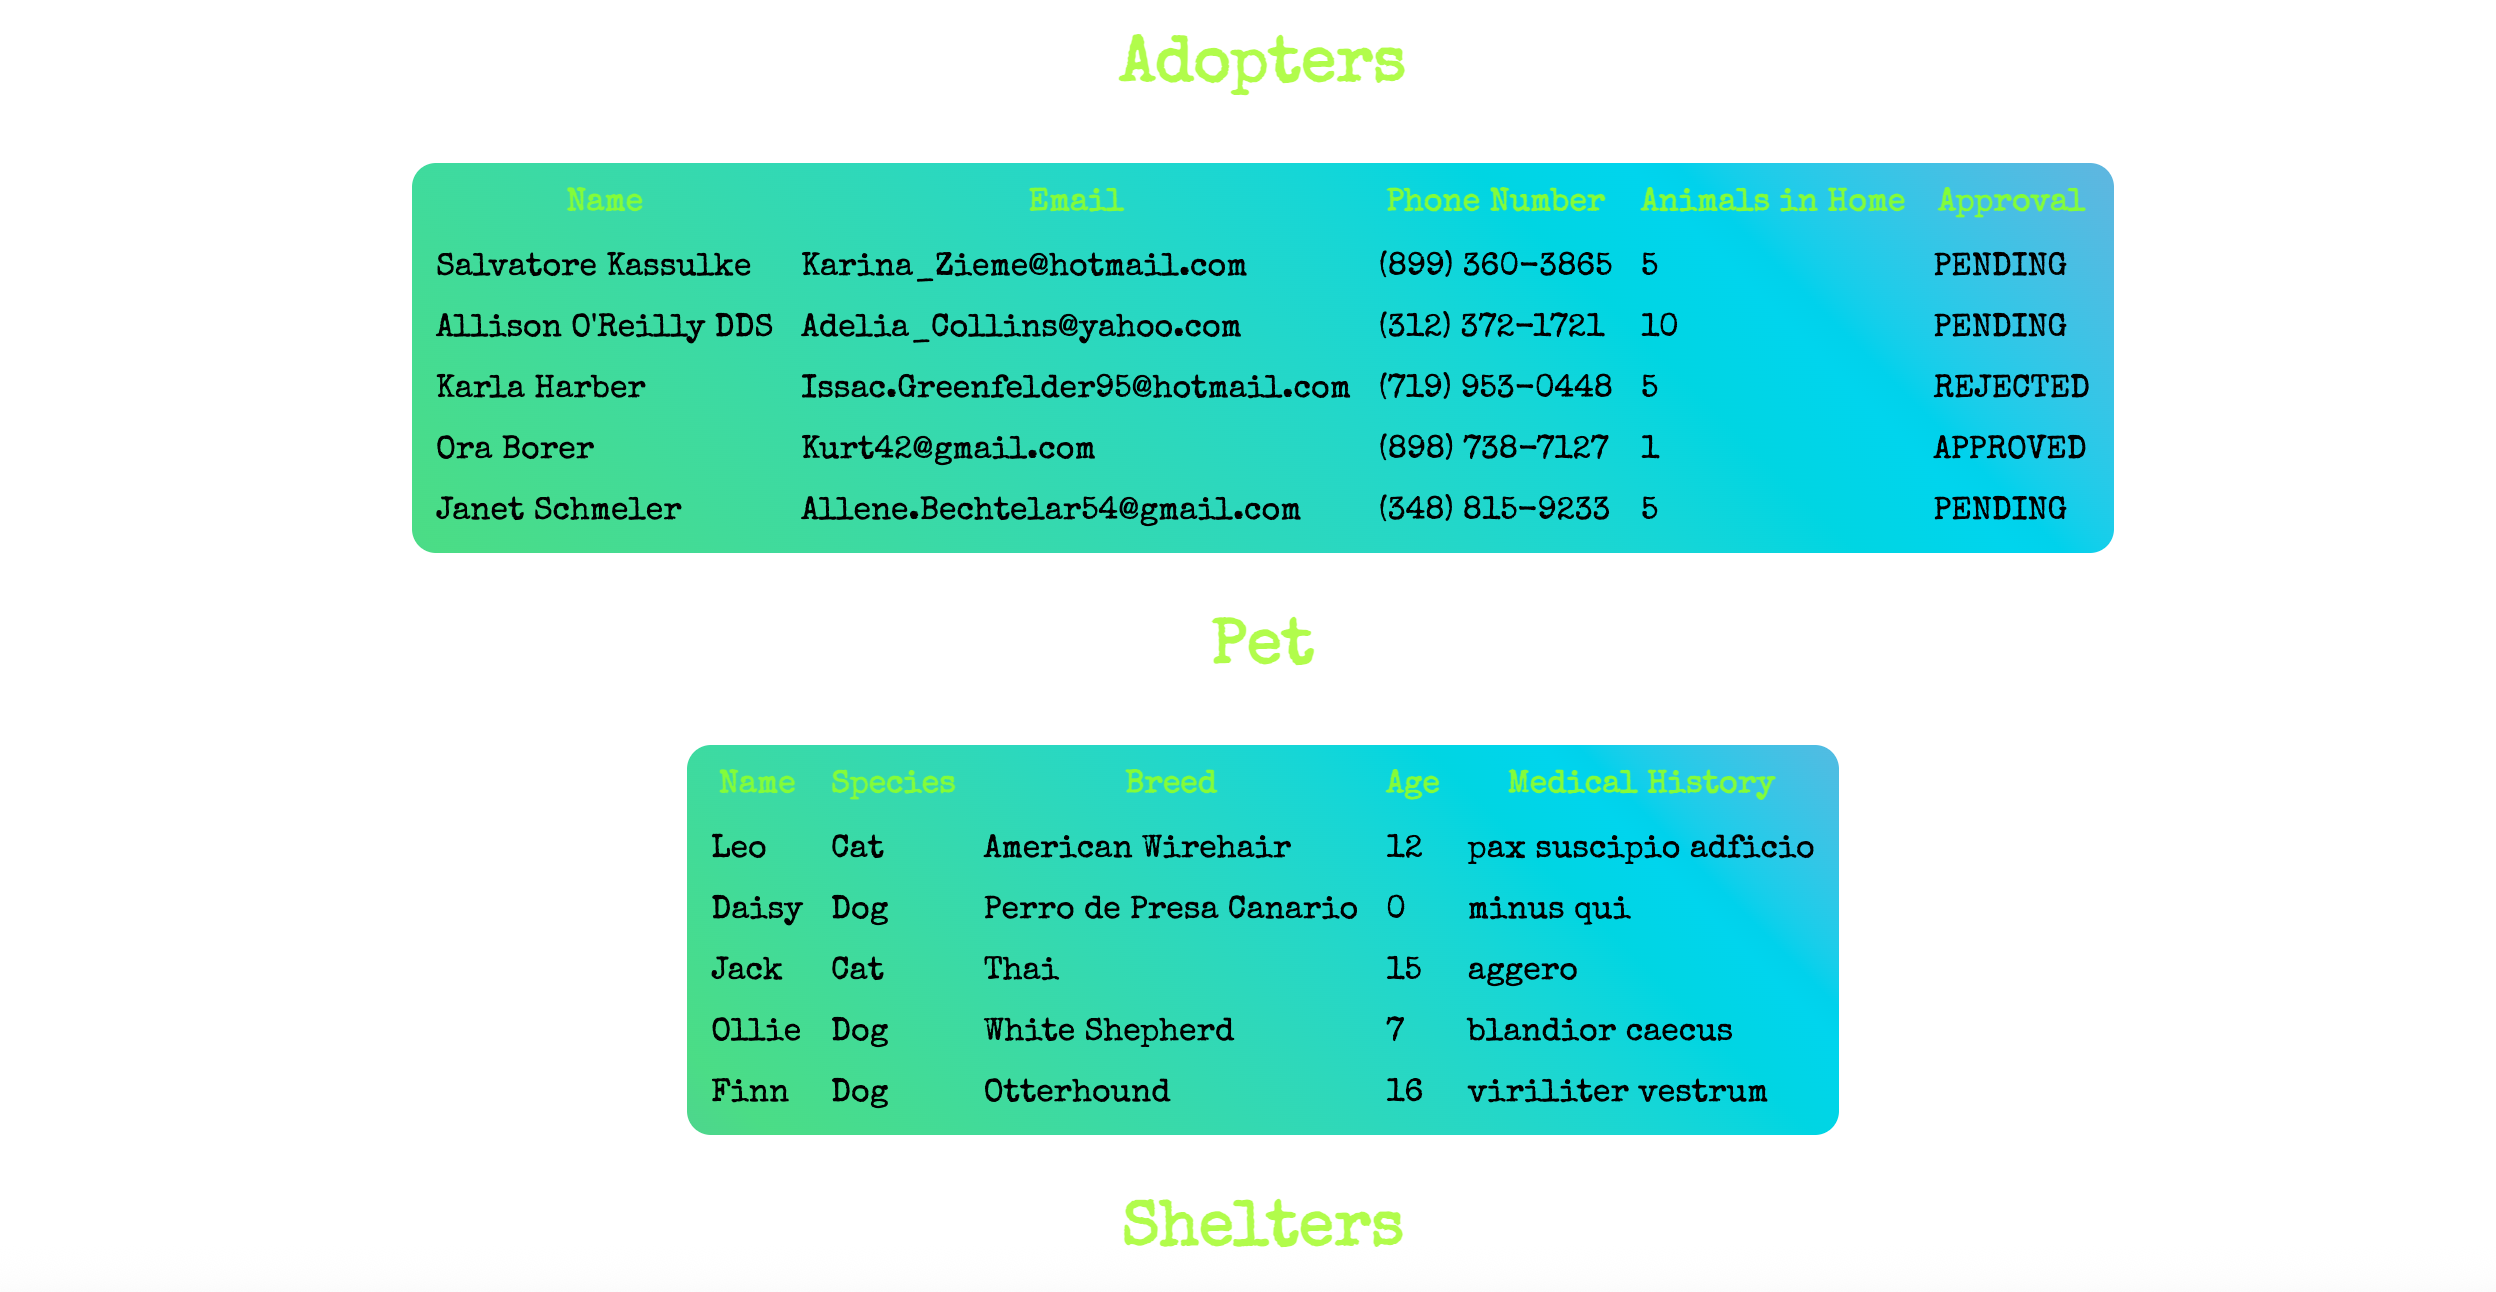 Adopters
Name Email Phone Number Animals in Home Approval
Salvatore Kassulke Karina_Zieme@hotmail.com (899) 360-3865 5 PENDING
Allison O'Reilly DDS Adelia_Collins@yahoo.com (312) 372-1721 10 PENDING
Karla Harber Issac.Greenfelder95@hotmail.com (719) 953-0448 5 REJECTED
Ora Borer Kurt42@gmail.com (898) 738-7127 1 APPROVED
Janet Schmeler Allene.Bechtelar54@gmail.com (348) 815-9233 5 PENDING
Pet
Name Species Breed Age Medical History
Leo Cat American Wirehair 12 pax suscipio adficio
Daisy Dog Perro de Presa Canario 0 minus qui
Jack Cat Thai 15 aggero
Ollie Dog White Shepherd 7 blandior caecus
Finn Dog Otterhound 16 viriliter vestrum
Shelters